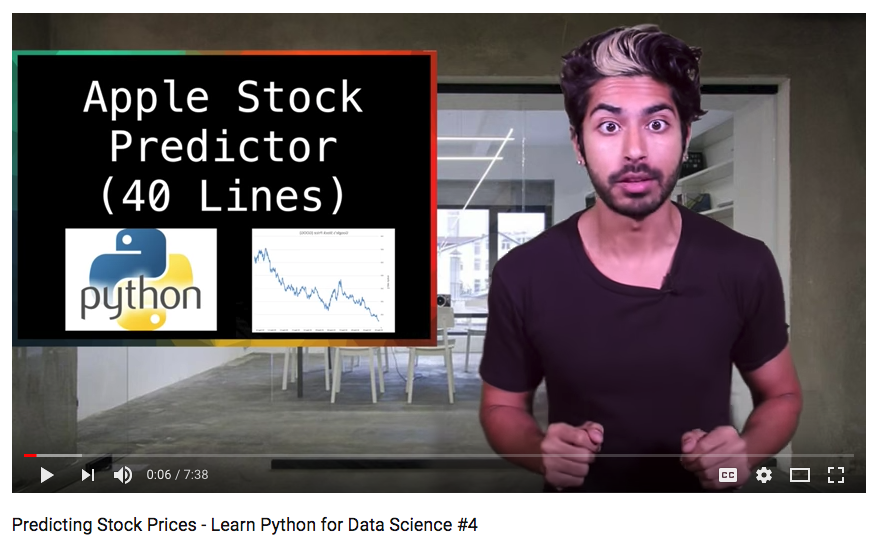 Apple Stock
Predictor
(40 Lines)
python
0:06 / 7:38
CC
Predicting Stock Prices - Learn Python for Data Science #4